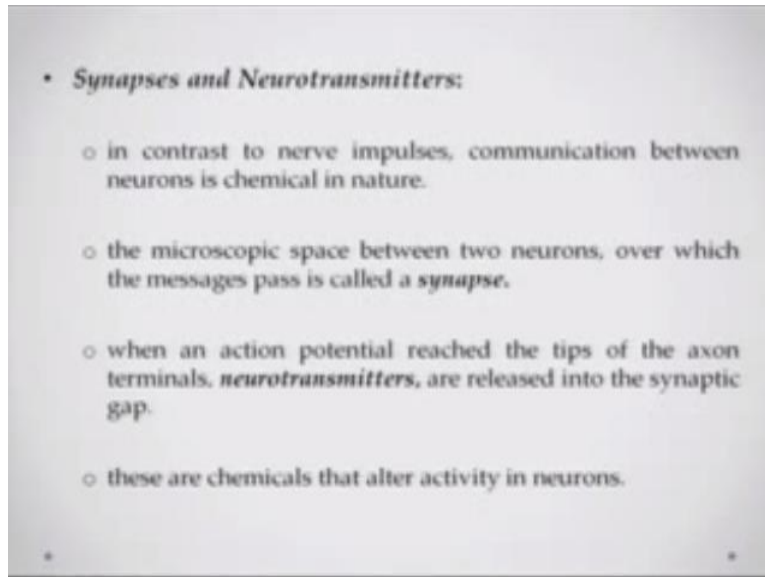 • Synapses and Neurotransmitters:
o in contrast to nerve impulses, communication between
neurons is chemical in nature.
o the microscopic space between two neurons, over which
the messages pass is called a synapse.
o when an action potential reached the tips of the axon
terminals, neurotransmitters, are released into the synaptic
gap.
o these are chemicals that alter activity in neurons.